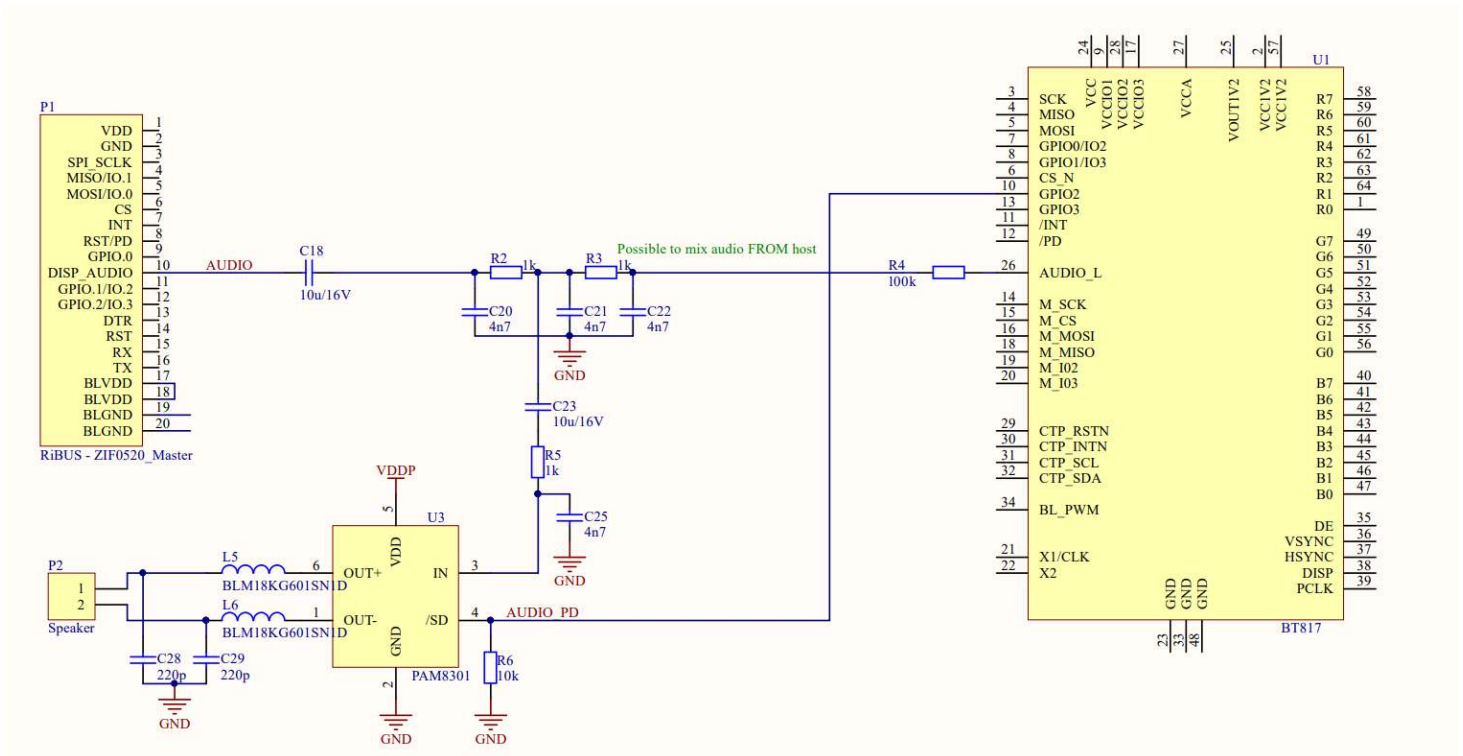 P1
VDD 1
GND 2
SPI_SCLK 3
MISO/IO.1 4
MOSI/IO.0 5
CS 6
INT 7
RST/PD 8
GPIO.0 9
DISP_AUDIO 10
GPIO.1/IO.2 11
GPIO.2/IO.3 12
DTR 13
RST 14
RX 15
TX 16
BLVDD 17
BLVDD 18
BLGND 19
BLGND 20
RiBUS - ZIF0520_Master
AUDIO
C18
10u/16V
R2
1k
R3
1k
Possible to mix audio FROM host
C20
4n7
C21
4n7
C22
4n7
GND
R4
100k
C23
10u/16V
R5
1k
C25
4n7
GND
VDDP
5
U3
VDD
OUT+ 6
OUT- 1
IN 3
/SD 4
GND
2
PAM8301
GND
AUDIO_PD
R6
10k
GND
L5
BLM18KG601SN1D
L6
BLM18KG601SN1D
P2
1
2
Speaker
C28
220p
C29
220p
GND
U1
24 VCC
9 VCCIO1
28 VCCIO2
17 VCCIO3
27 VCCA
25 VOUT1V2
2 VCC1V2
57 VCC1V2
3 SCK
4 MISO
5 MOSI
7 GPIO0/IO2
8 GPIO1/IO3
6 CS_N
10 GPIO2
13 GPIO3
11 /INT
12 /PD
26 AUDIO_L
14 M_SCK
15 M_CS
16 M_MOSI
18 M_MISO
19 M_I02
20 M_I03
29 CTP_RSTN
30 CTP_INTN
31 CTP_SCL
32 CTP_SDA
34 BL_PWM
21 X1/CLK
22 X2
R7 58
R6 59
R5 60
R4 61
R3 62
R2 63
R1 64
R0 1
G7 49
G6 50
G5 51
G4 52
G3 53
G2 54
G1 55
G0 56
B7 40
B6 41
B5 42
B4 43
B3 44
B2 45
B1 46
B0 47
DE 35
VSYNC 36
HSYNC 37
DISP 38
PCLK 39
GND 23
GND 33
GND 48
BT817